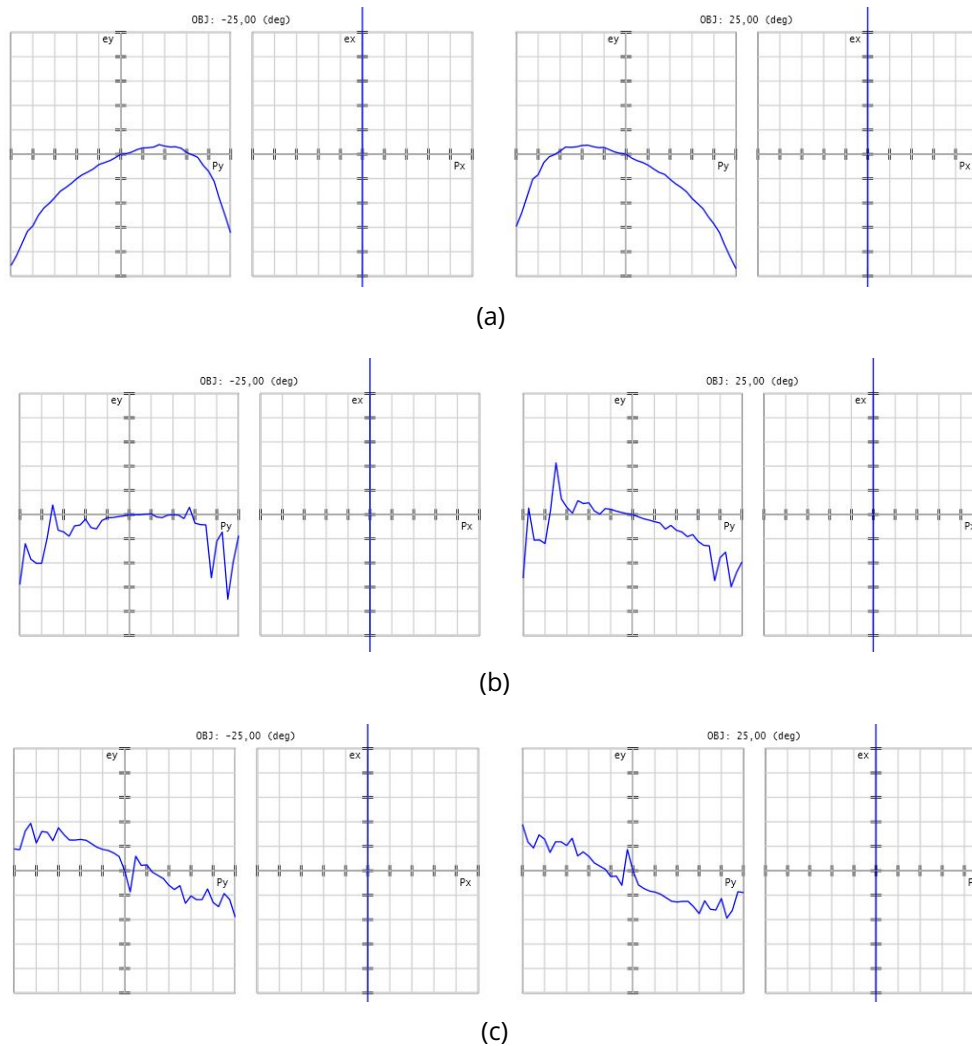 OBJ: -25,00 (deg) OBJ: 25,00 (deg)
ey ex ey ex
Py Px Py Px
(a)
OBJ: -25,00 (deg) OBJ: 25,00 (deg)
ey ex ey ex
Py Px Py
(b)
OBJ: -25,00 (deg) OBJ: 25,00 (deg)
ey ex ey ex
Py Px Py
(c)